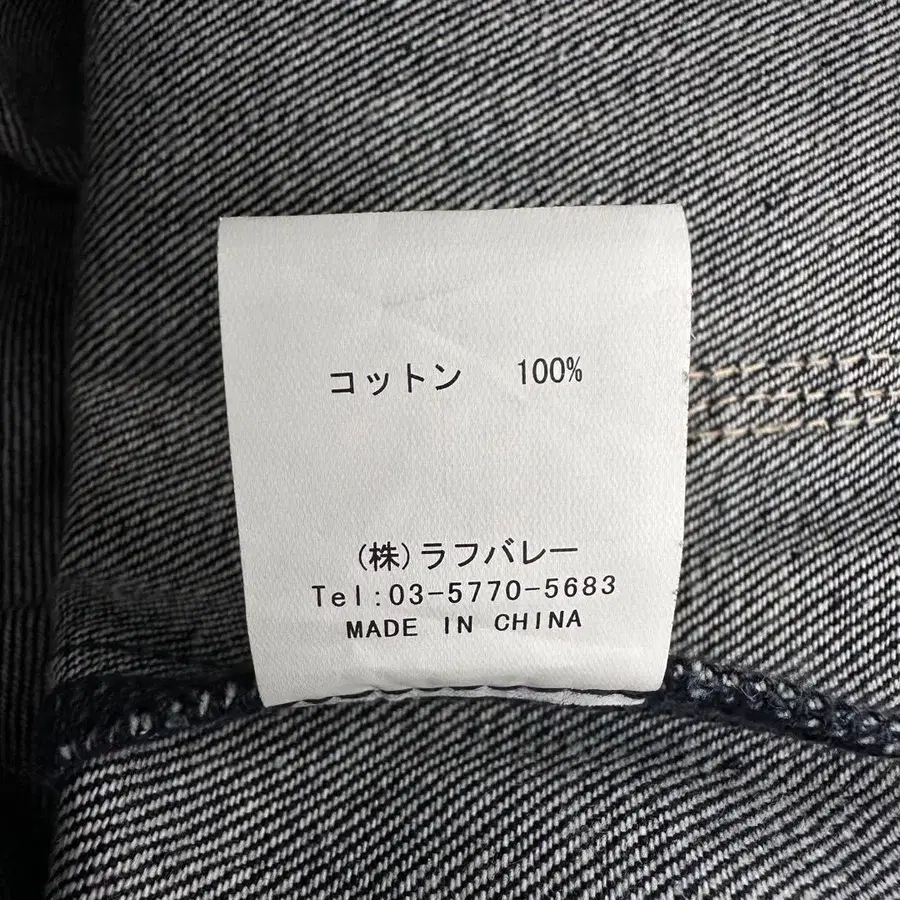 コットン 100%
(株)ラフバレー
Tel:03-5770-5683
MADE IN CHINA